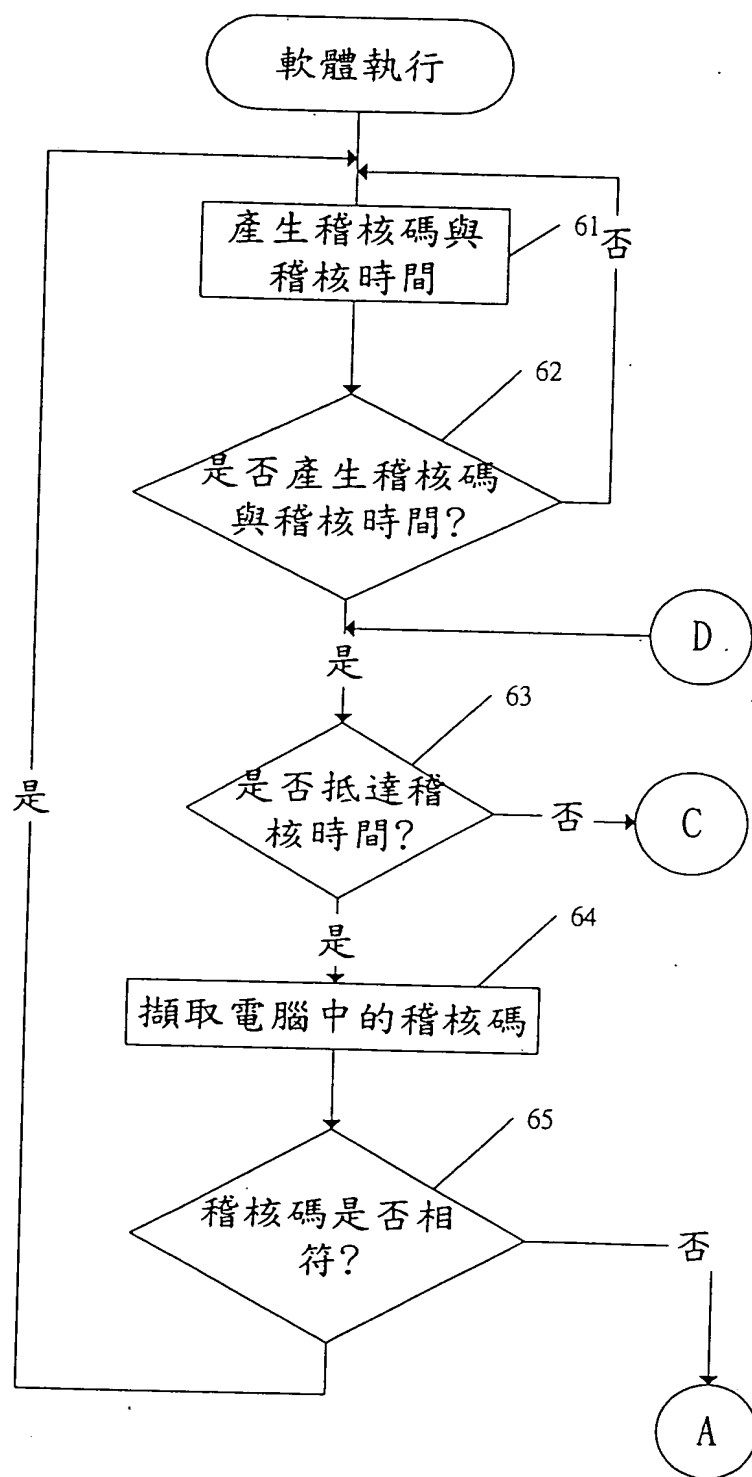 軟體執行
產生稽核碼與
稽核時間
61
否
62
是否產生稽核碼
與稽核時間?
D
是
63
是否抵達稽
核時間?
否
C
是
是
64
擷取電腦中的稽核碼
65
稽核碼是否相
符?
否
A